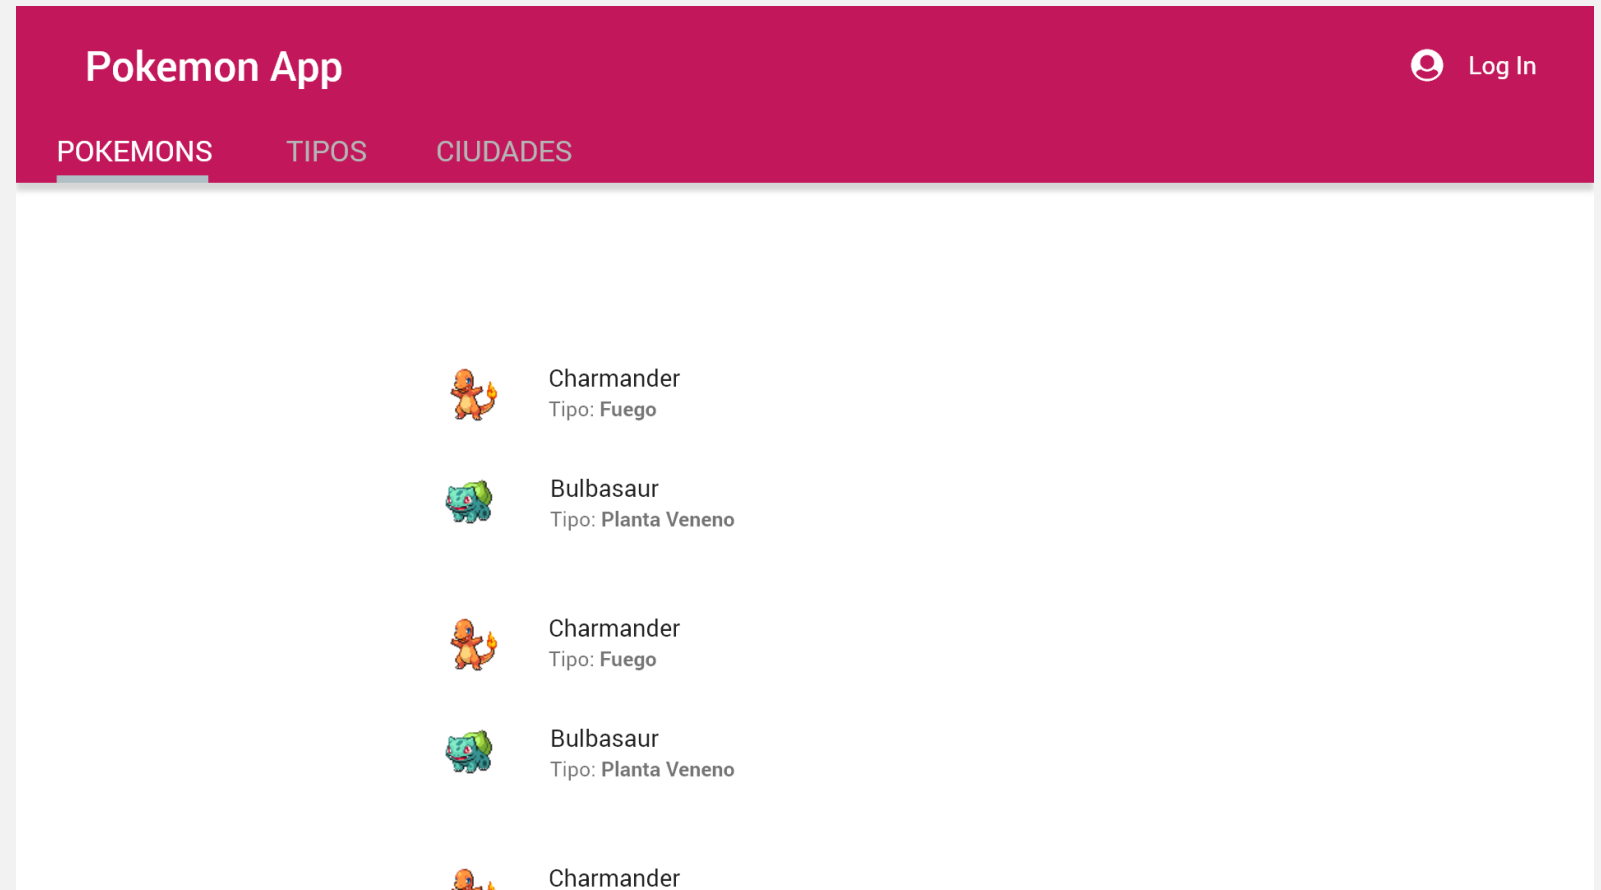 Pokemon App
Log In
POKEMONS TIPOS CIUDADES
Charmander
Tipo: Fuego
Bulbasaur
Tipo: Planta Veneno
Charmander
Tipo: Fuego
Bulbasaur
Tipo: Planta Veneno
Charmander